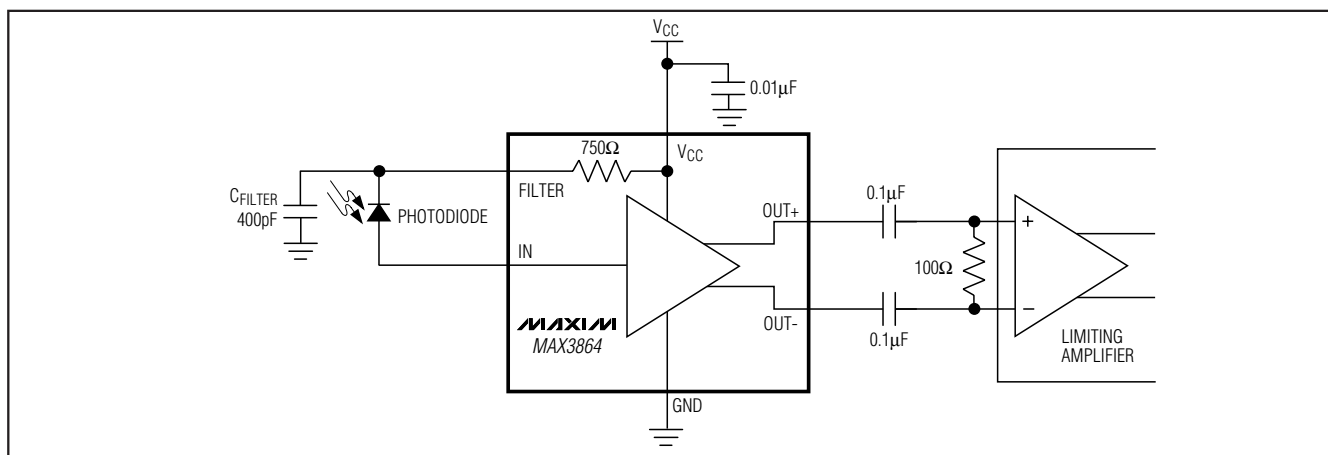 VCC
0.01µF
750Ω
VCC
FILTER
CFILTER
400pF
PHOTODIODE
IN
OUT+
0.1µF
+
100Ω
−
OUT-
0.1µF
MAXIM
MAX3864
LIMITING
AMPLIFIER
GND